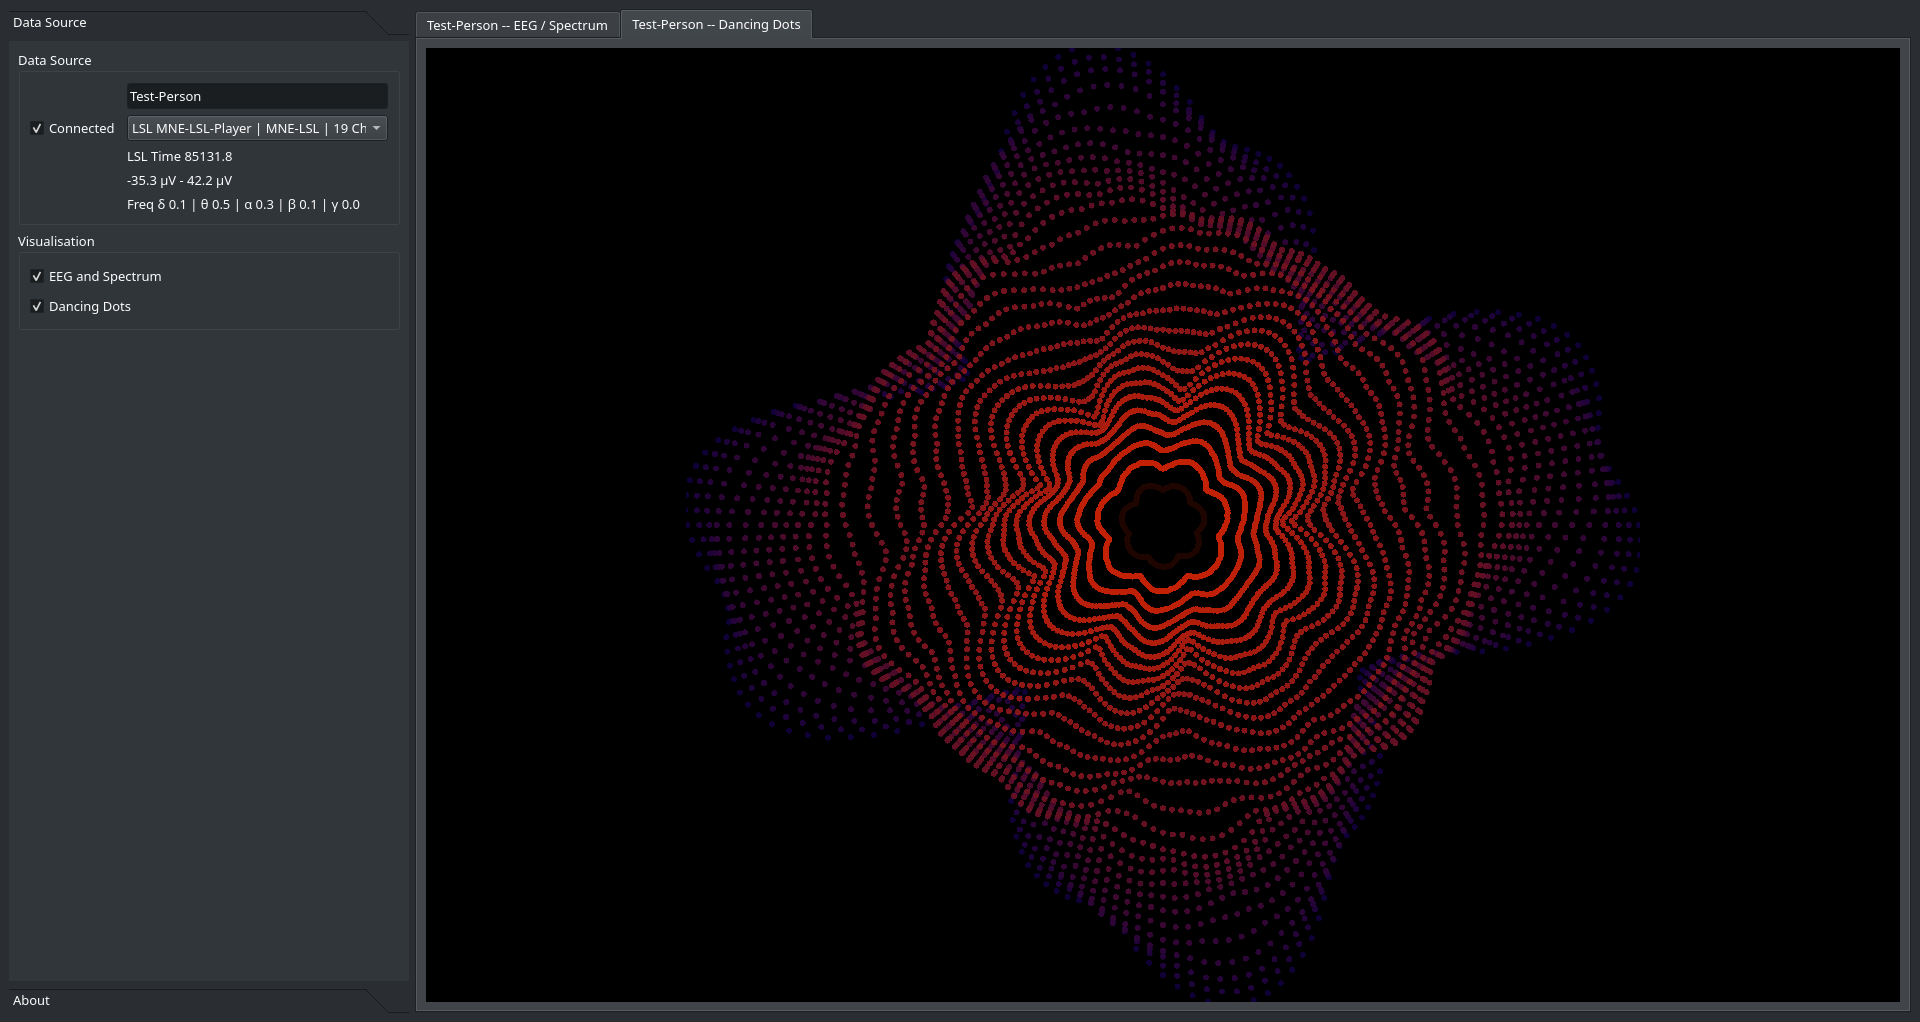 Data Source
Data Source
Test-Person
Connected
LSL MNE-LSL-Player | MNE-LSL | 19 Ch
LSL Time 85131.8
-35.3 µV - 42.2 µV
Freq δ 0.1 | θ 0.5 | α 0.3 | β 0.1 | γ 0.0
Visualisation
EEG and Spectrum
Dancing Dots
About
Test-Person -- EEG / Spectrum
Test-Person -- Dancing Dots